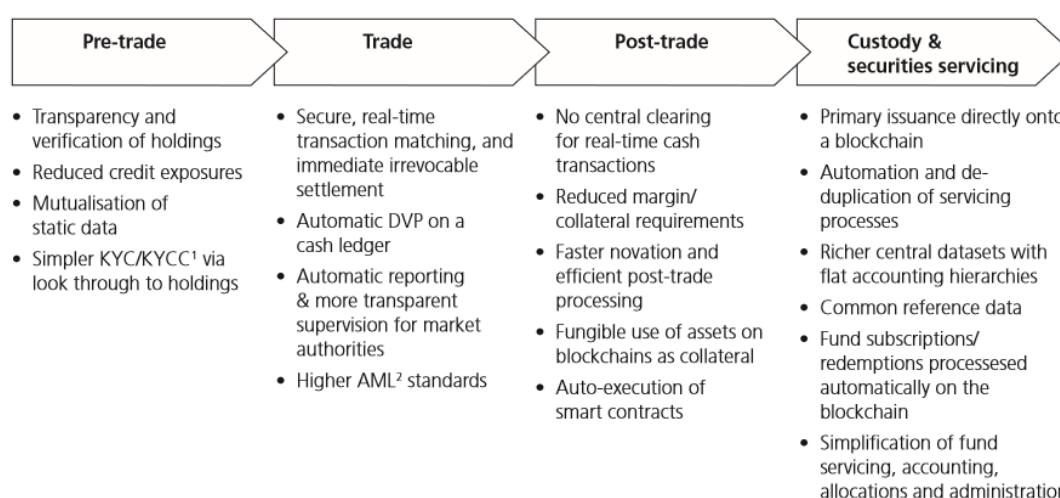 Pre-trade
Trade
Post-trade
Custody &
securities servicing
• Transparency and
verification of holdings
• Reduced credit exposures
• Mutualisation of
static data
• Simpler KYC/KYCC¹ via
look through to holdings
• Secure, real-time
transaction matching, and
immediate irrevocable
settlement
• Automatic DVP on a
cash ledger
• Automatic reporting
& more transparent
supervision for market
authorities
• Higher AML² standards
• No central clearing
for real-time cash
transactions
• Reduced margin/
collateral requirements
• Faster novation and
efficient post-trade
processing
• Fungible use of assets on
blockchains as collateral
• Auto-execution of
smart contracts
• Primary issuance directly onto
a blockchain
• Automation and de-
duplication of servicing
processes
• Richer central datasets with
flat accounting hierarchies
• Common reference data
• Fund subscriptions/
redemptions processesed
automatically on the
blockchain
• Simplification of fund
servicing, accounting,
allocations and administration